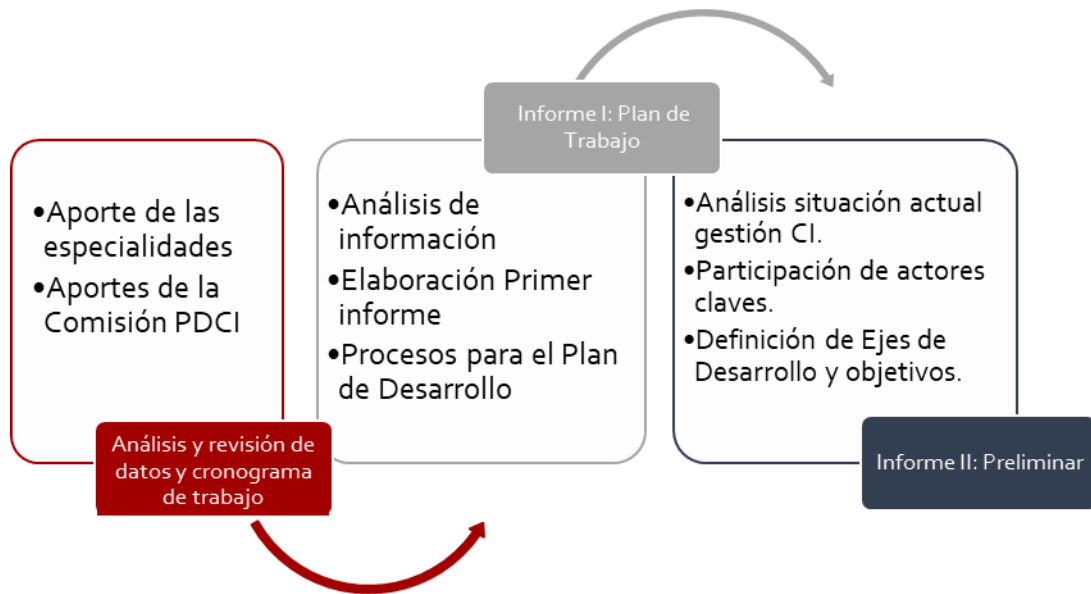 •Aporte de las
especialidades
•Aportes de la
Comisión PDCI
Análisis y revisión de
datos y cronograma
de trabajo
Informe I: Plan de
Trabajo
•Análisis de
información
•Elaboración Primer
informe
•Procesos para el Plan
de Desarrollo
•Análisis situación actual
gestión CI.
•Participación de actores
claves.
•Definición de Ejes de
Desarrollo y objetivos.
Informe II: Preliminar